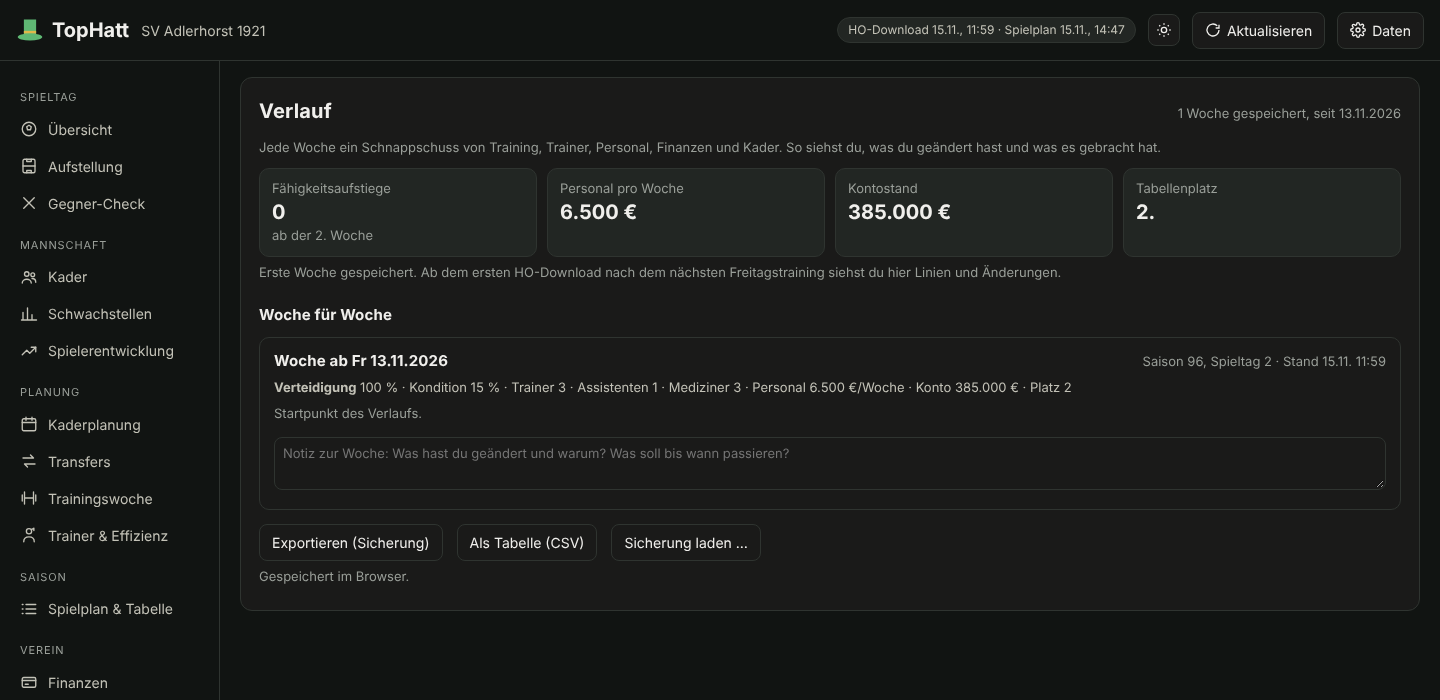 TopHatt SV Adlerhorst 1921
HO-Download 15.11., 11:59 · Spielplan 15.11., 14:47
Aktualisieren
Daten
SPIELTAG
Übersicht
Aufstellung
Gegner-Check
MANNSCHAFT
Kader
Schwachstellen
Spielerentwicklung
PLANUNG
Kaderplanung
Transfers
Trainingswoche
Trainer & Effizienz
SAISON
Spielplan & Tabelle
VEREIN
Finanzen
Verlauf
1 Woche gespeichert, seit 13.11.2026
Jede Woche ein Schnappschuss von Training, Trainer, Personal, Finanzen und Kader. So siehst du, was du geändert hast und was es gebracht hat.
Fähigkeitsaufstiege
0
ab der 2. Woche
Personal pro Woche
6.500 €
Kontostand
385.000 €
Tabellenplatz
2.
Erste Woche gespeichert. Ab dem ersten HO-Download nach dem nächsten Freitagstraining siehst du hier Linien und Änderungen.
Woche für Woche
Woche ab Fr 13.11.2026
Saison 96, Spieltag 2 · Stand 15.11. 11:59
Verteidigung 100 % · Kondition 15 % · Trainer 3 · Assistenten 1 · Mediziner 3 · Personal 6.500 €/Woche · Konto 385.000 € · Platz 2
Startpunkt des Verlaufs.
Notiz zur Woche: Was hast du geändert und warum? Was soll bis wann passieren?
Exportieren (Sicherung)
Als Tabelle (CSV)
Sicherung laden ...
Gespeichert im Browser.